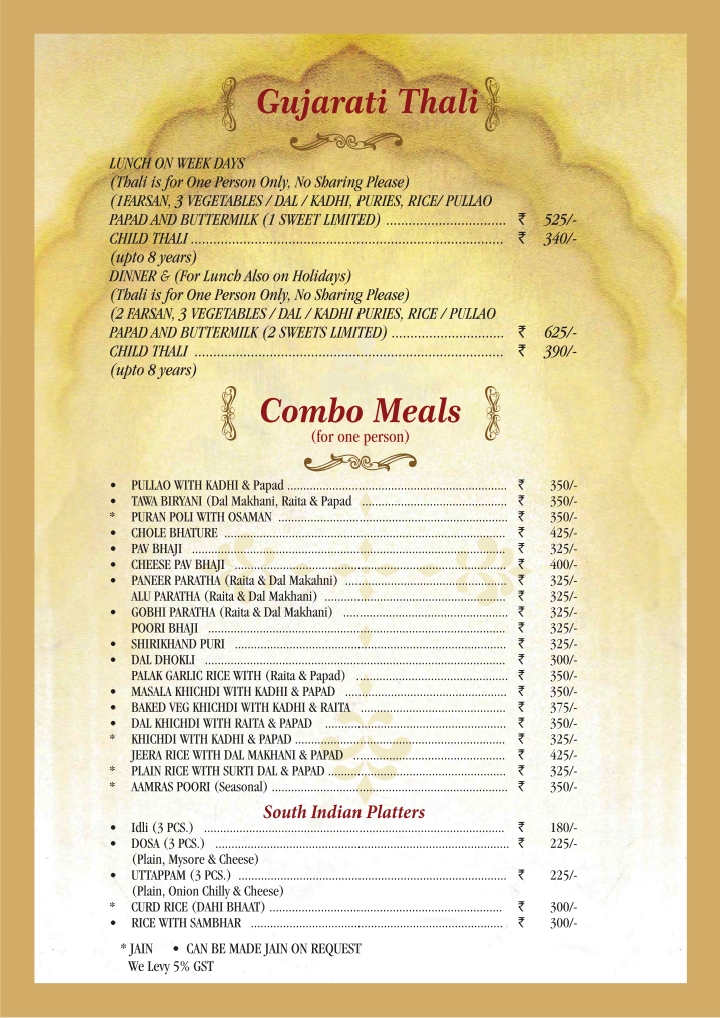 Gujarati Thali
LUNCH ON WEEK DAYS
(Thali is for One Person Only, No Sharing Please)
(1FARSAN, 3 VEGETABLES / DAL / KADHI, PURIES, RICE/ PULLAO
PAPAD AND BUTTERMILK (1 SWEET LIMITED) ................................ ₹ 525/-
CHILD THALI .................................................................................... ₹ 340/-
(upto 8 years)
DINNER & (For Lunch Also on Holidays)
(Thali is for One Person Only, No Sharing Please)
(2 FARSAN, 3 VEGETABLES / DAL / KADHI PURIES, RICE / PULLAO
PAPAD AND BUTTERMILK (2 SWEETS LIMITED) .............................. ₹ 625/-
CHILD THALI ................................................................................... ₹ 390/-
(upto 8 years)
Combo Meals
(for one person)
• PULLAO WITH KADHI & Papad .................................................................. ₹ 350/-
• TAWA BIRYANI (Dal Makhani, Raita & Papad ............................................ ₹ 350/-
* PURAN POLI WITH OSAMAN ..................................................................... ₹ 350/-
• CHOLE BHATURE ...................................................................................... ₹ 425/-
• PAV BHAJI ............................................................................................... ₹ 325/-
• CHEESE PAV BHAJI .................................................................................. ₹ 400/-
• PANEER PARATHA (Raita & Dal Makahni) ................................................. ₹ 325/-
ALU PARATHA (Raita & Dal Makhani) ....................................................... ₹ 325/-
• GOBHI PARATHA (Raita & Dal Makhani) .................................................. ₹ 325/-
POORI BHAJI .......................................................................................... ₹ 325/-
• SHIRIKHAND PURI .................................................................................. ₹ 325/-
• DAL DHOKLI ........................................................................................... ₹ 300/-
PALAK GARLIC RICE WITH (Raita & Papad) .............................................. ₹ 350/-
• MASALA KHICHDI WITH KADHI & PAPAD ................................................. ₹ 350/-
• BAKED VEG KHICHDI WITH KADHI & RAITA ............................................ ₹ 375/-
• DAL KHICHDI WITH RAITA & PAPAD ....................................................... ₹ 350/-
* KHICHDI WITH KADHI & PAPAD ............................................................... ₹ 325/-
JEERA RICE WITH DAL MAKHANI & PAPAD ............................................... ₹ 425/-
* PLAIN RICE WITH SURTI DAL & PAPAD ..................................................... ₹ 325/-
* AAMRAS POORI (Seasonal) ...................................................................... ₹ 350/-
South Indian Platters
• Idli (3 PCS.) ........................................................................................... ₹ 180/-
• DOSA (3 PCS.) ........................................................................................ ₹ 225/-
(Plain, Mysore & Cheese)
• UTTAPPAM (3 PCS.) ................................................................................ ₹ 225/-
(Plain, Onion Chilly & Cheese)
* CURD RICE (DAHI BHAAT) ...................................................................... ₹ 300/-
• RICE WITH SAMBHAR ............................................................................ ₹ 300/-
* JAIN • CAN BE MADE JAIN ON REQUEST
We Levy 5% GST